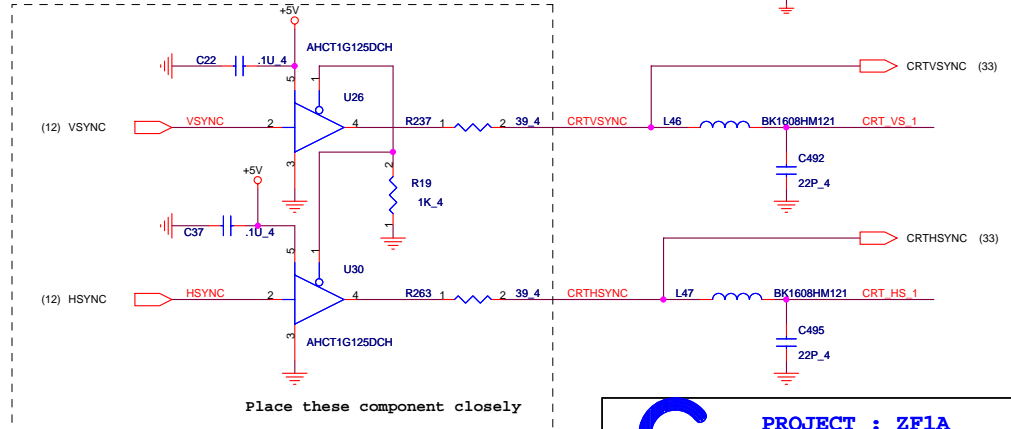 +5V
AHCT1G125DCH
C22 .1U_4
5 1
U26
CRTVSYNC (33)
(12) VSYNC VSYNC 2 4 R237 1 2 39_4 CRTVSYNC L46 BK1608HM121 CRT_VS_1
3
C492
22P_4
+5V
2
R19
1K_4
1
C37 .1U_4
5 1
U30
CRTHSYNC (33)
(12) HSYNC HSYNC 2 4 R263 1 2 39_4 CRTHSYNC L47 BK1608HM121 CRT_HS_1
3
AHCT1G125DCH
C495
22P_4
Place these component closely
PROJECT : ZF1A